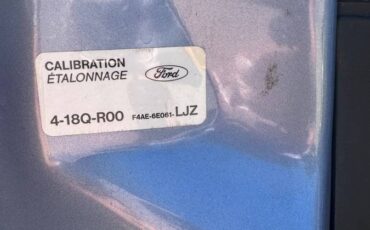 CALIBRATION
ÉTALONNAGE
Ford
4-18Q-R00 F4AE-6E061-LJZ